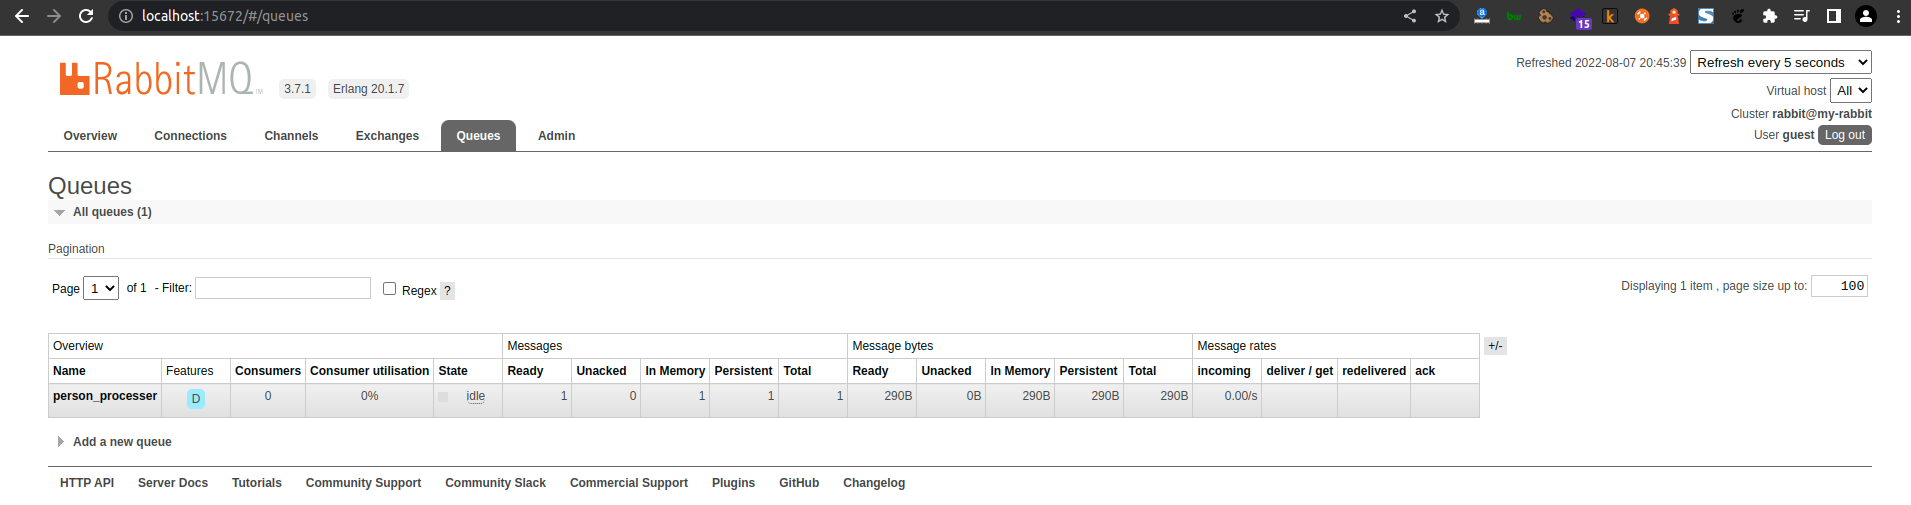 localhost:15672/#/queues
15
RabbitMQ™ 3.7.1 Erlang 20.1.7
Refreshed 2022-08-07 20:45:39 Refresh every 5 seconds
Virtual host All
Cluster rabbit@my-rabbit
User guest Log out
Overview Connections Channels Exchanges Queues Admin
Queues
All queues (1)
Pagination
Page 1 of 1 - Filter: Regex ? Displaying 1 item , page size up to: 100
Overview Messages Message bytes Message rates +/-
Name Features Consumers Consumer utilisation State Ready Unacked In Memory Persistent Total Ready Unacked In Memory Persistent Total incoming deliver / get redelivered ack
person_processer D 0 0% idle 1 0 1 1 1 290B 0B 290B 290B 290B 0.00/s
Add a new queue
HTTP API Server Docs Tutorials Community Support Community Slack Commercial Support Plugins GitHub Changelog